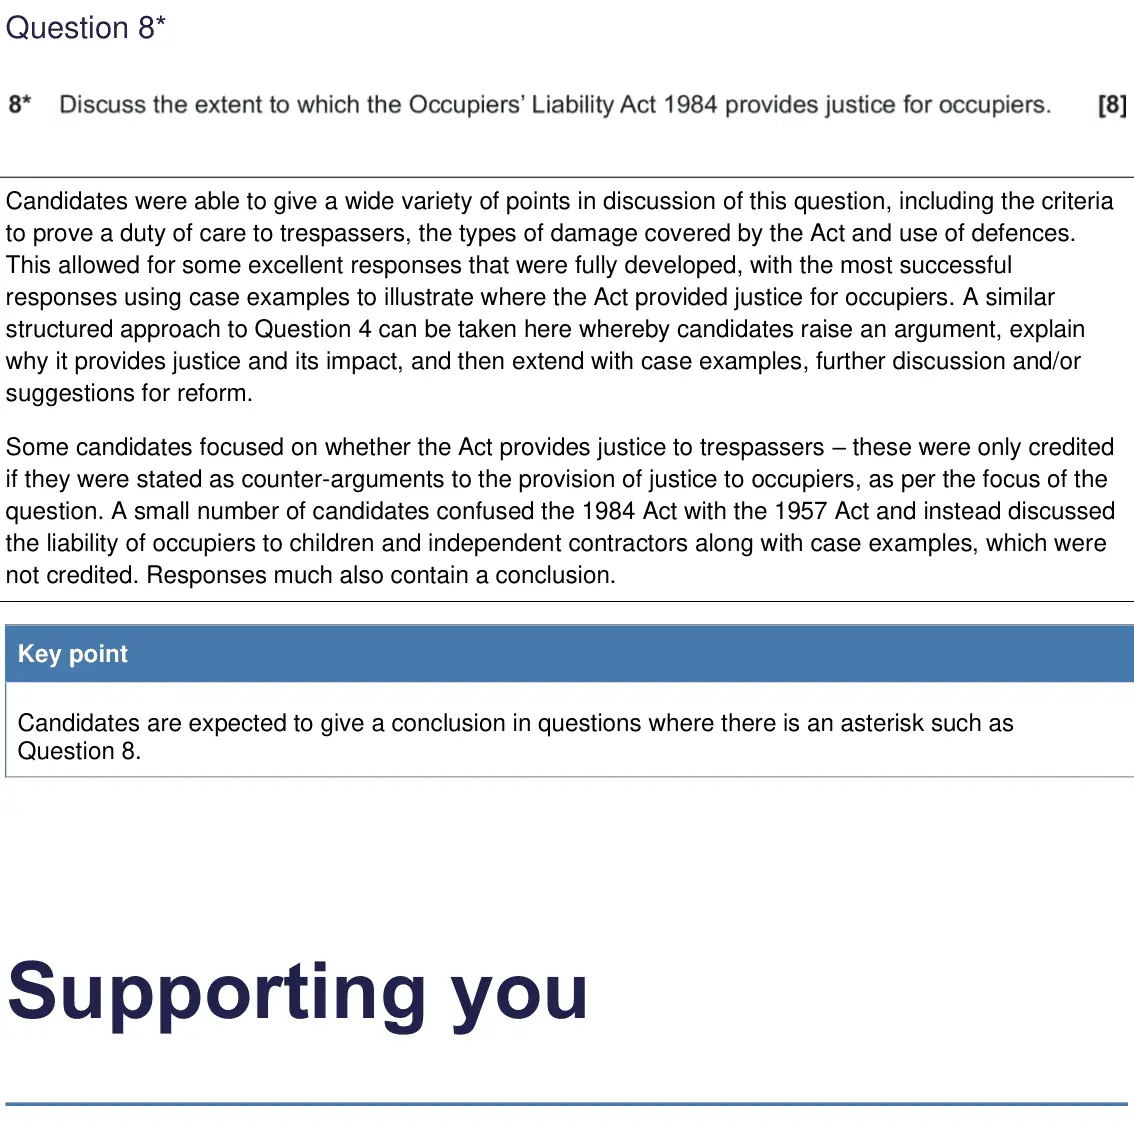 Question 8*
8* Discuss the extent to which the Occupiers’ Liability Act 1984 provides justice for occupiers. [8]
Candidates were able to give a wide variety of points in discussion of this question, including the criteria
to prove a duty of care to trespassers, the types of damage covered by the Act and use of defences.
This allowed for some excellent responses that were fully developed, with the most successful
responses using case examples to illustrate where the Act provided justice for occupiers. A similar
structured approach to Question 4 can be taken here whereby candidates raise an argument, explain
why it provides justice and its impact, and then extend with case examples, further discussion and/or
suggestions for reform.
Some candidates focused on whether the Act provides justice to trespassers – these were only credited
if they were stated as counter-arguments to the provision of justice to occupiers, as per the focus of the
question. A small number of candidates confused the 1984 Act with the 1957 Act and instead discussed
the liability of occupiers to children and independent contractors along with case examples, which were
not credited. Responses much also contain a conclusion.
Key point
Candidates are expected to give a conclusion in questions where there is an asterisk such as
Question 8.
Supporting you